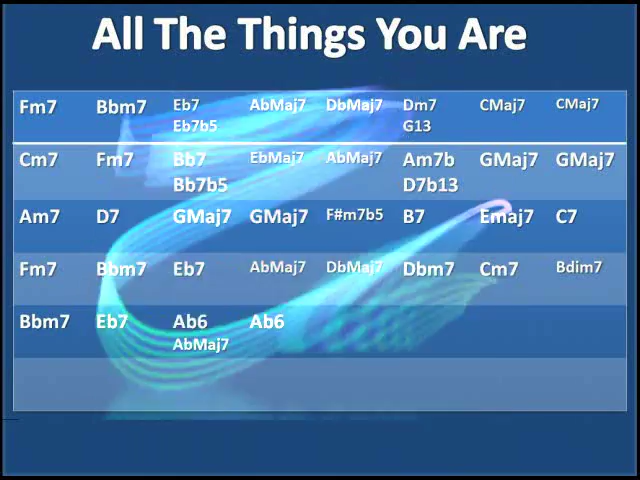 All The Things You Are
Fm7 Bbm7 Eb7 AbMaj7 DbMaj7 Dm7 CMaj7 CMaj7
Eb7b5 G13
Cm7 Fm7 Bb7 EbMaj7 AbMaj7 Am7b GMaj7 GMaj7
Bb7b5 D7b13
Am7 D7 GMaj7 GMaj7 F#m7b5 B7 Emaj7 C7
Fm7 Bbm7 Eb7 AbMaj7 DbMaj7 Dbm7 Cm7 Bdim7
Bbm7 Eb7 Ab6 Ab6
AbMaj7